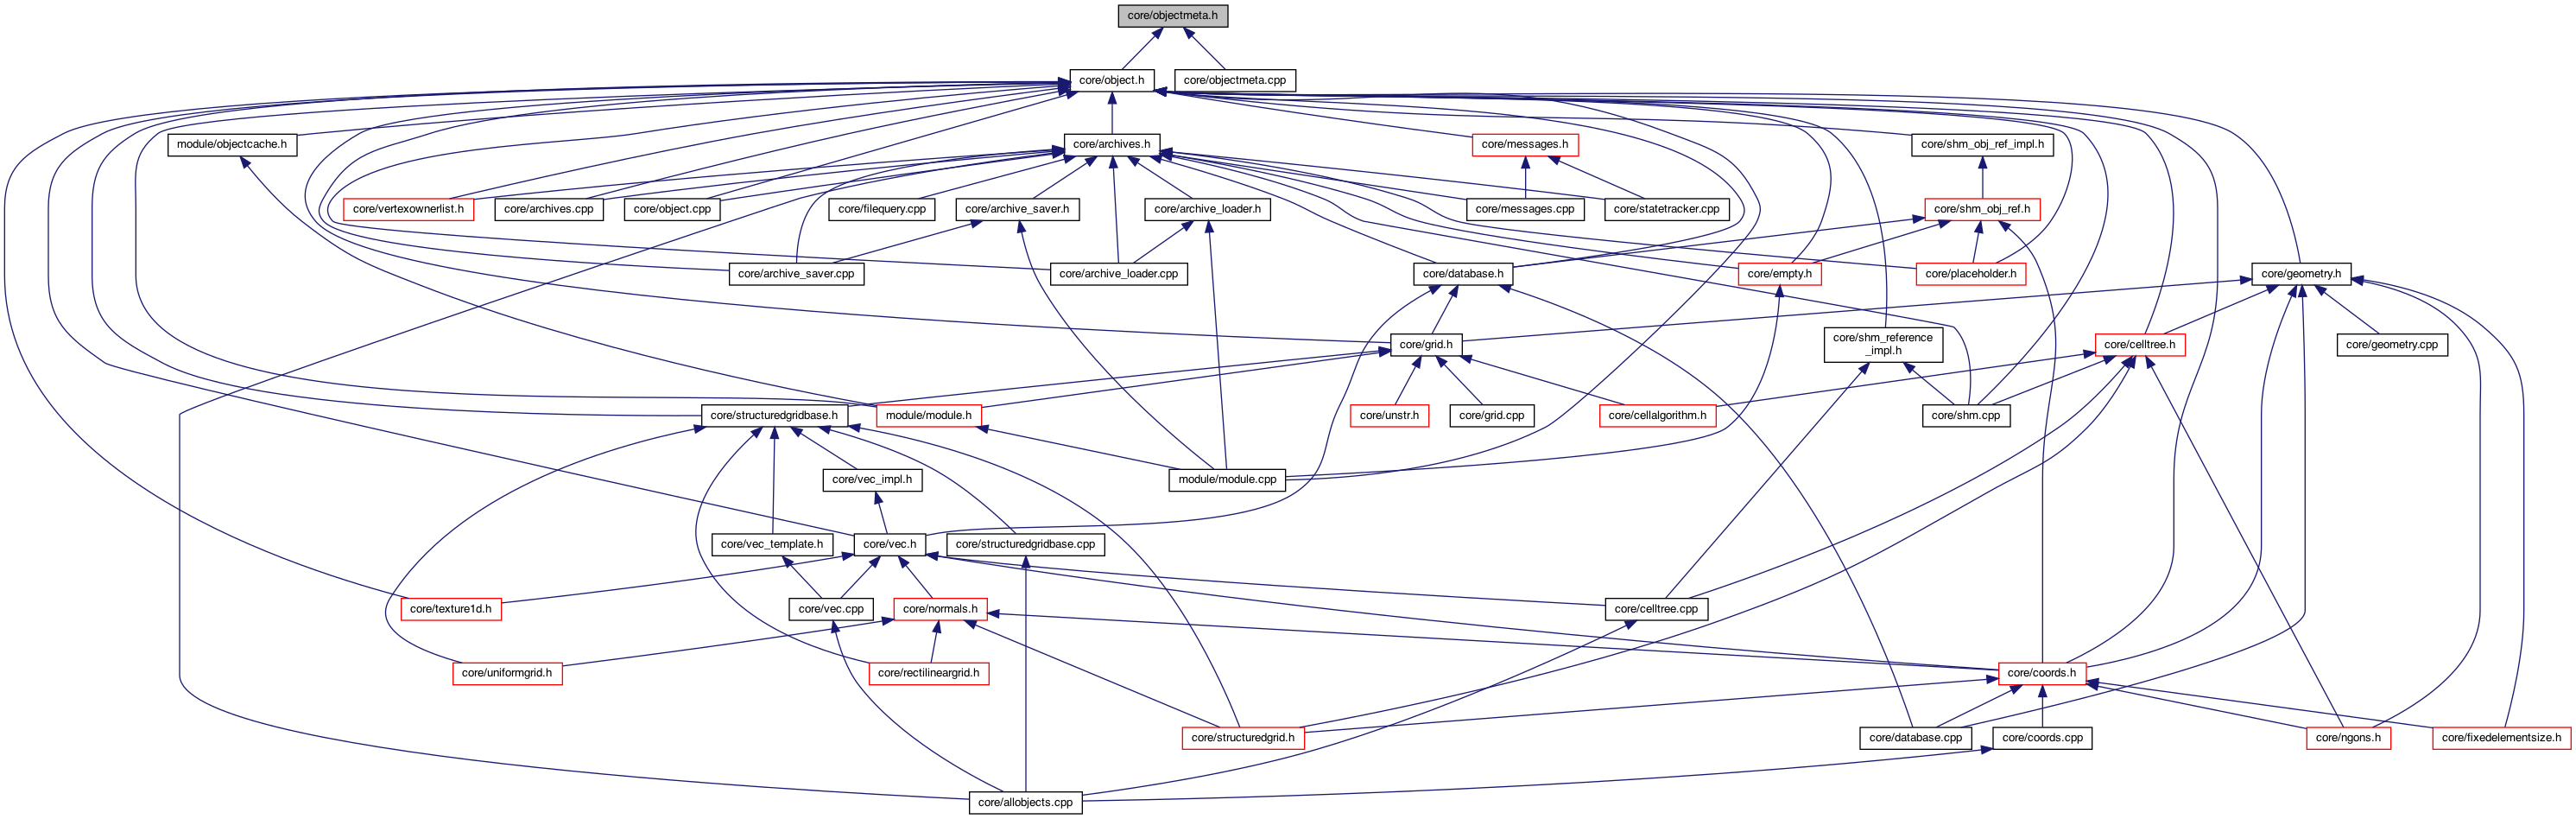 core/objectmeta.h
core/object.h
core/objectmeta.cpp
module/objectcache.h
core/archives.h
core/messages.h
core/shm_obj_ref_impl.h
core/vertexownerlist.h
core/archives.cpp
core/object.cpp
core/filequery.cpp
core/archive_saver.h
core/archive_loader.h
core/messages.cpp
core/statetracker.cpp
core/shm_obj_ref.h
core/archive_saver.cpp
core/archive_loader.cpp
core/database.h
core/empty.h
core/placeholder.h
core/geometry.h
core/grid.h
core/shm_reference
_impl.h
core/celltree.h
core/geometry.cpp
core/structuredgridbase.h
module/module.h
core/unstr.h
core/grid.cpp
core/cellalgorithm.h
core/shm.cpp
core/vec_impl.h
module/module.cpp
core/vec_template.h
core/vec.h
core/structuredgridbase.cpp
core/texture1d.h
core/vec.cpp
core/normals.h
core/celltree.cpp
core/uniformgrid.h
core/rectilineargrid.h
core/coords.h
core/structuredgrid.h
core/database.cpp
core/coords.cpp
core/ngons.h
core/fixedelementsize.h
core/allobjects.cpp